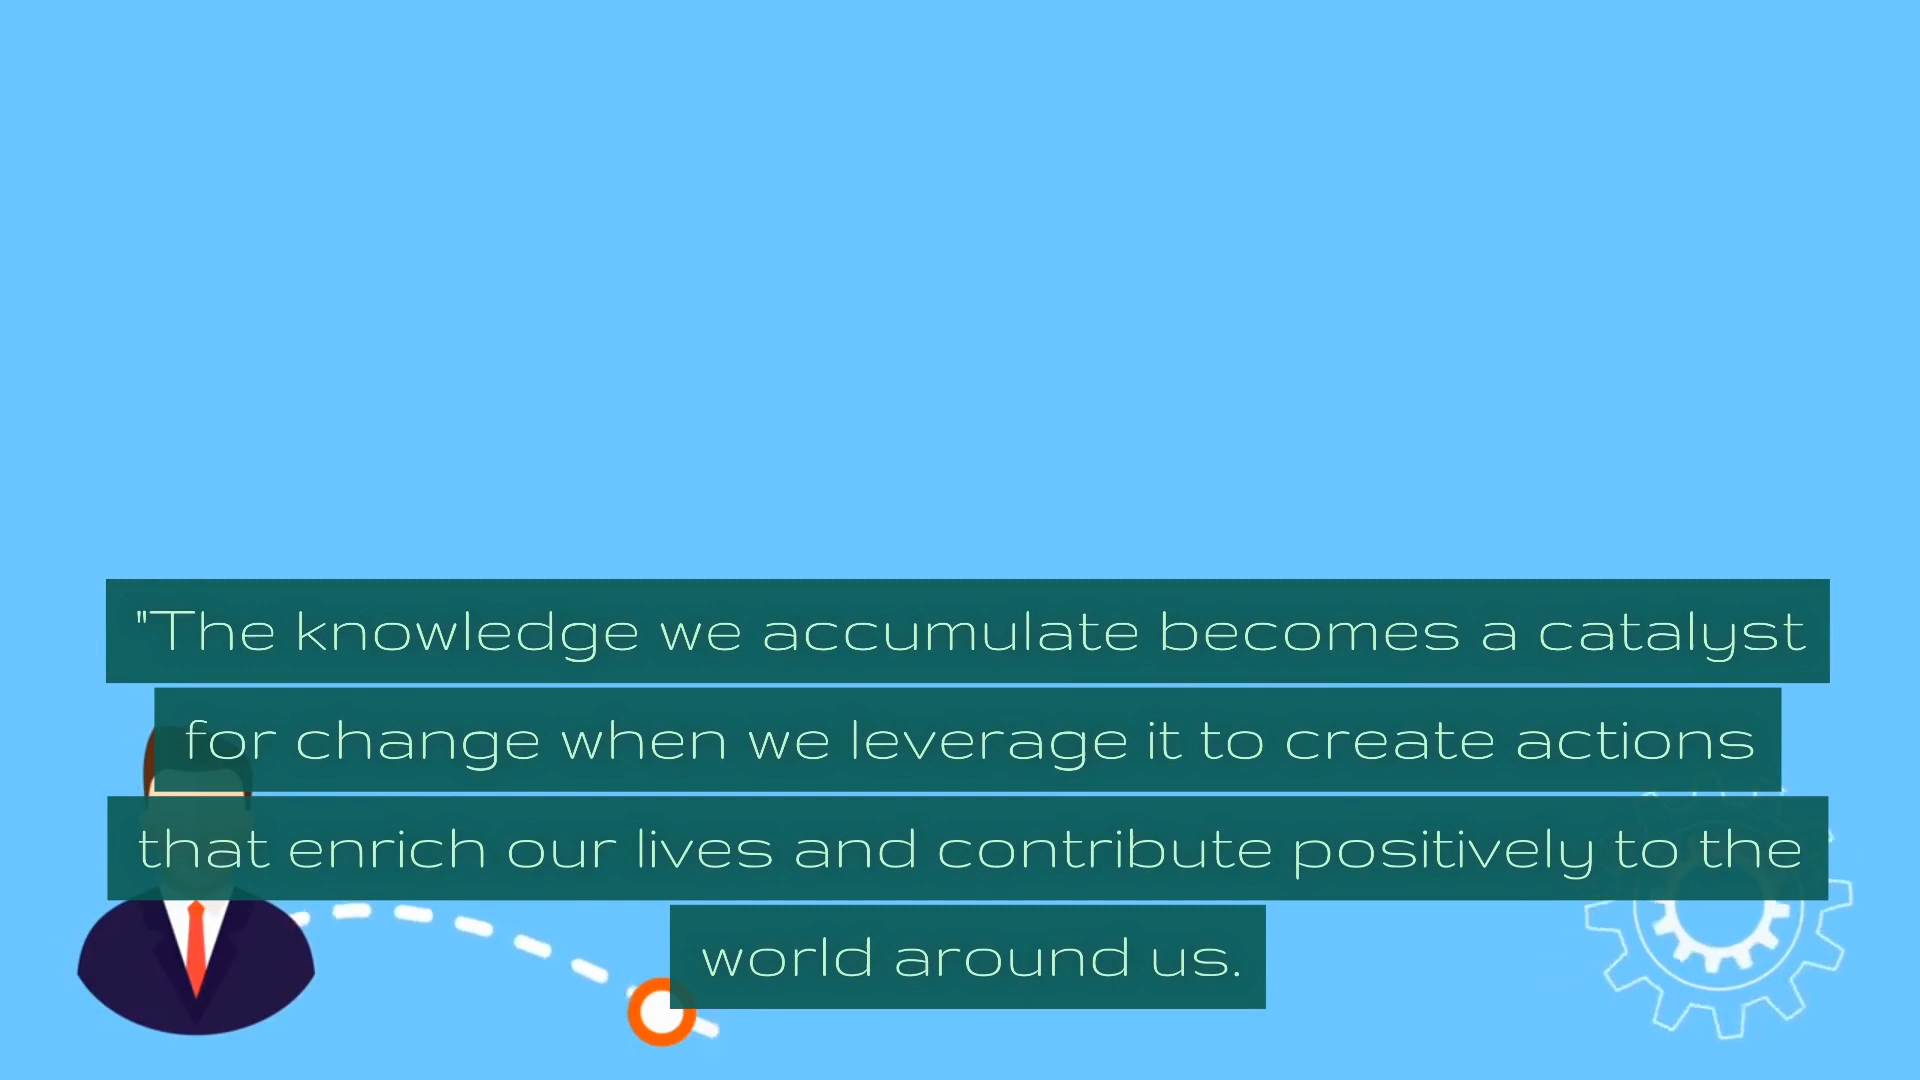 "The knowledge we accumulate becomes a catalyst
for change when we leverage it to create actions
that enrich our lives and contribute positively to the
world around us.